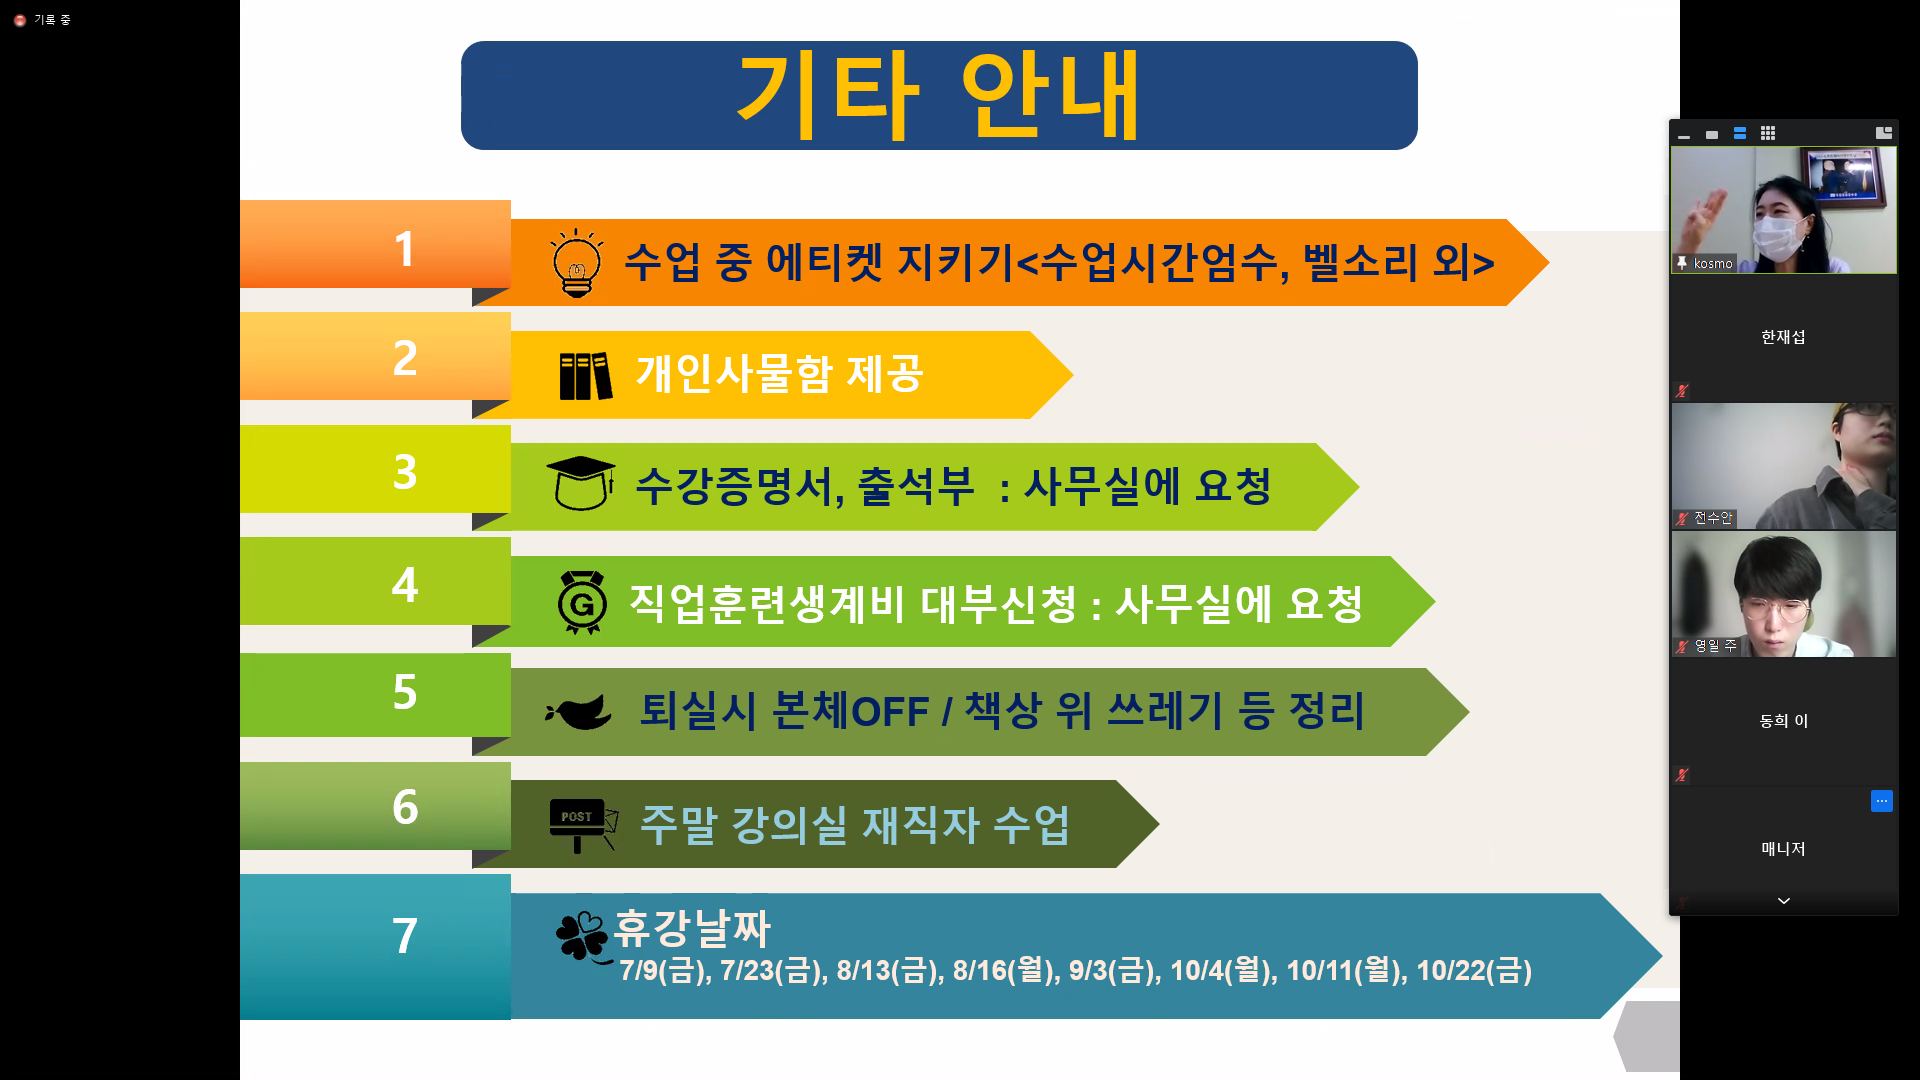 기록 중
기타 안내
1
수업 중 에티켓 지키기<수업시간엄수, 벨소리 외>
2
개인사물함 제공
3
수강증명서, 출석부 : 사무실에 요청
4
G
직업훈련생계비 대부신청 : 사무실에 요청
5
퇴실시 본체OFF / 책상 위 쓰레기 등 정리
6
POST
주말 강의실 재직자 수업
7
휴강날짜
7/9(금), 7/23(금), 8/13(금), 8/16(월), 9/3(금), 10/4(월), 10/11(월), 10/22(금)
kosmo
한재섭
전수안
영일 주
동희 이
매니저